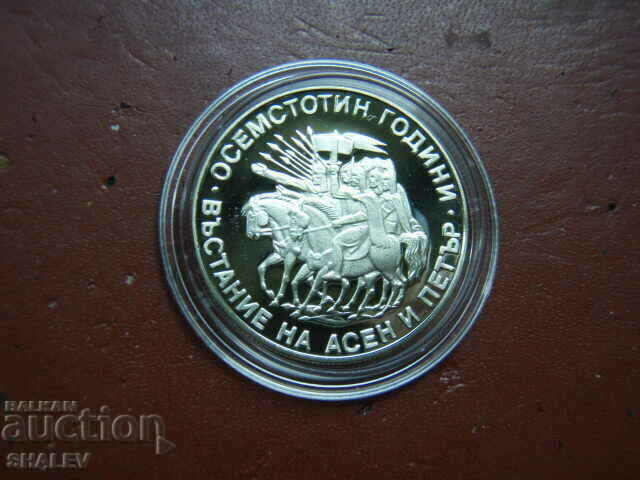 ОСЕМСТОТИН ГОДИНИ
ВЪСТАНИЕ НА АСЕН И ПЕТЪР
BALKAN
auction
SHALEV